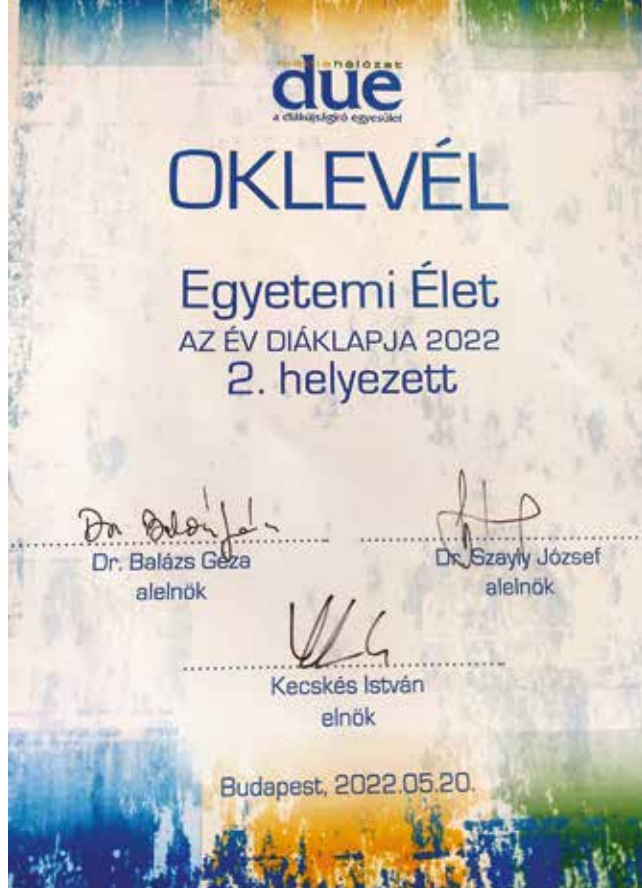 médiahálózat
due
a diákújságíró egyesület
OKLEVÉL
Egyetemi Élet
AZ ÉV DIÁKLAPJA 2022
2. helyezett
Dr. Balázs Géza
alelnök
Dr. Szayly József
alelnök
Kecskés István
elnök
Budapest, 2022.05.20.